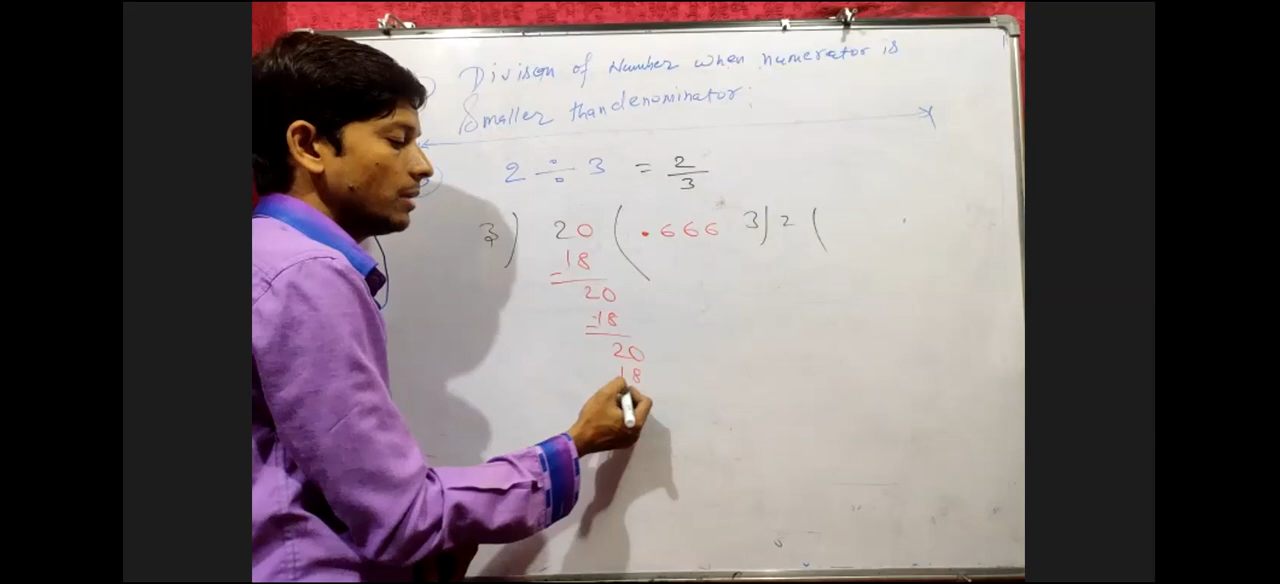 Divison of Number when numerator is
Smaller than denominator:
2 ÷ 3 = 2/3
3) 20 ( .666 3) 2 (
-18
20
-18
20
18